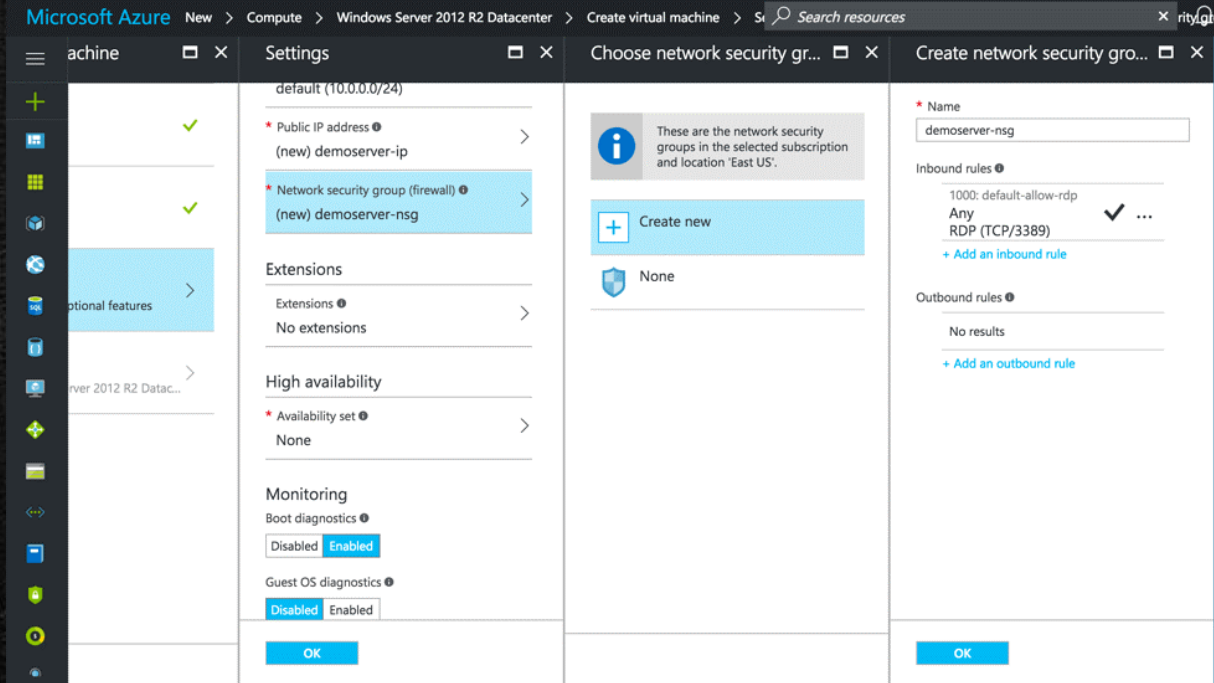 Microsoft Azure New > Compute > Windows Server 2012 R2 Datacenter > Create virtual machine >
Search resources
achine
ptional features
rver 2012 R2 Datac...
Settings
default (10.0.0.0/24)
* Public IP address
(new) demoserver-ip
* Network security group (firewall)
(new) demoserver-nsg
Extensions
Extensions
No extensions
High availability
* Availability set
None
Monitoring
Boot diagnostics
Disabled Enabled
Guest OS diagnostics
Disabled Enabled
OK
Choose network security gr...
These are the network security
groups in the selected subscription
and location 'East US'.
Create new
None
Create network security gro...
* Name
demoserver-nsg
Inbound rules
1000: default-allow-rdp
Any
RDP (TCP/3389)
...
+ Add an inbound rule
Outbound rules
No results
+ Add an outbound rule
OK